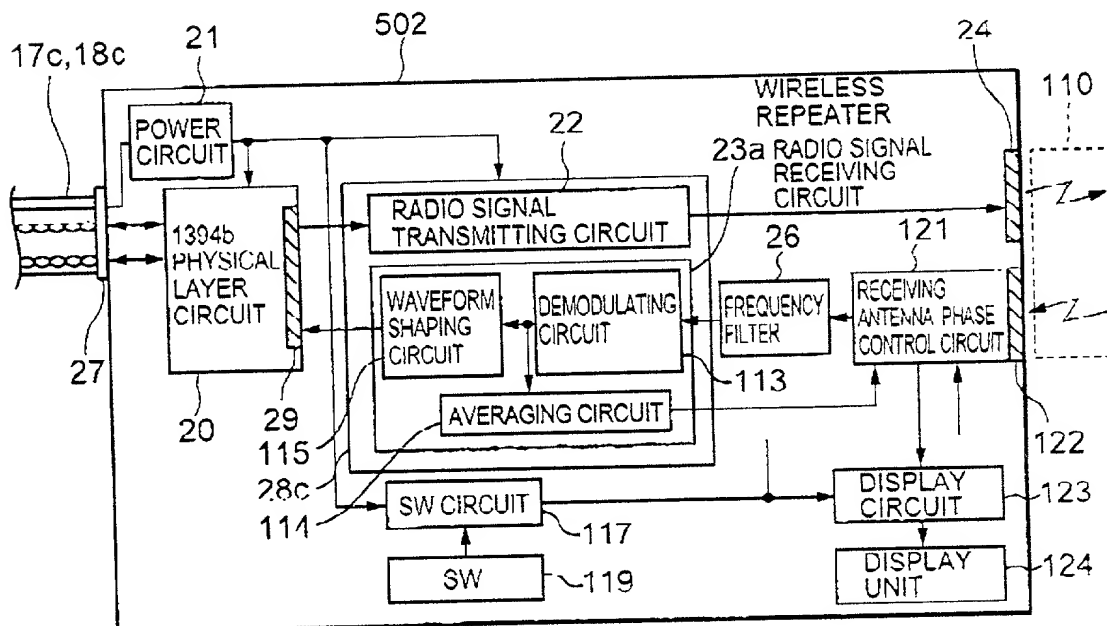 502
17c,18c
21
24
110
WIRELESS
REPEATER
POWER
CIRCUIT
22
23a
RADIO SIGNAL
RECEIVING
CIRCUIT
RADIO SIGNAL
TRANSMITTING CIRCUIT
26
121
1394b
PHYSICAL
LAYER
CIRCUIT
WAVEFORM
SHAPING
CIRCUIT
DEMODULATING
CIRCUIT
FREQUENCY
FILTER
RECEIVING
ANTENNA PHASE
CONTROL CIRCUIT
27
20
29
113
AVERAGING CIRCUIT
115
122
28c
114
SW CIRCUIT
117
DISPLAY
CIRCUIT
123
SW
119
DISPLAY
UNIT
124